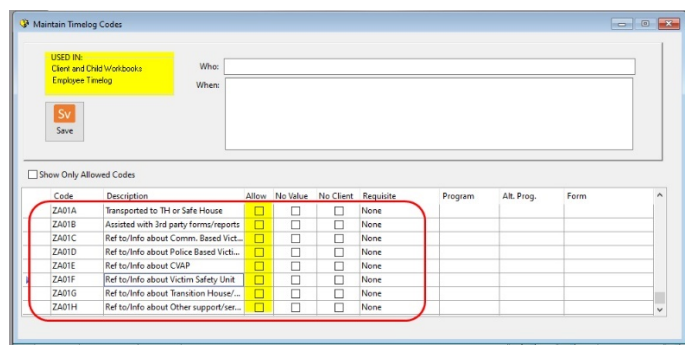 Maintain Timelog Codes
USED IN:
Client and Child Workbooks
Employee Timelog
Who:
When:
Sv
Save
Show Only Allowed Codes
Code Description Allow No Value No Client Requisite Program Alt. Prog. Form
ZA01A Transported to TH or Safe House None
ZA01B Assisted with 3rd party forms/reports None
ZA01C Ref to/Info about Comm. Based Vict... None
ZA01D Ref to/Info about Police Based Victi... None
ZA01E Ref to/Info about CVAP None
ZA01F Ref to/Info about Victim Safety Unit None
ZA01G Ref to/Info about Transition House/... None
ZA01H Ref to/Info about Other support/ser... None